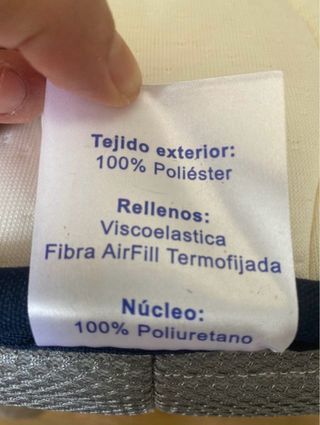 Tejido exterior:
100% Poliéster
Rellenos:
Viscoelastica
Fibra AirFill Termofijada
Núcleo:
100% Poliuretano